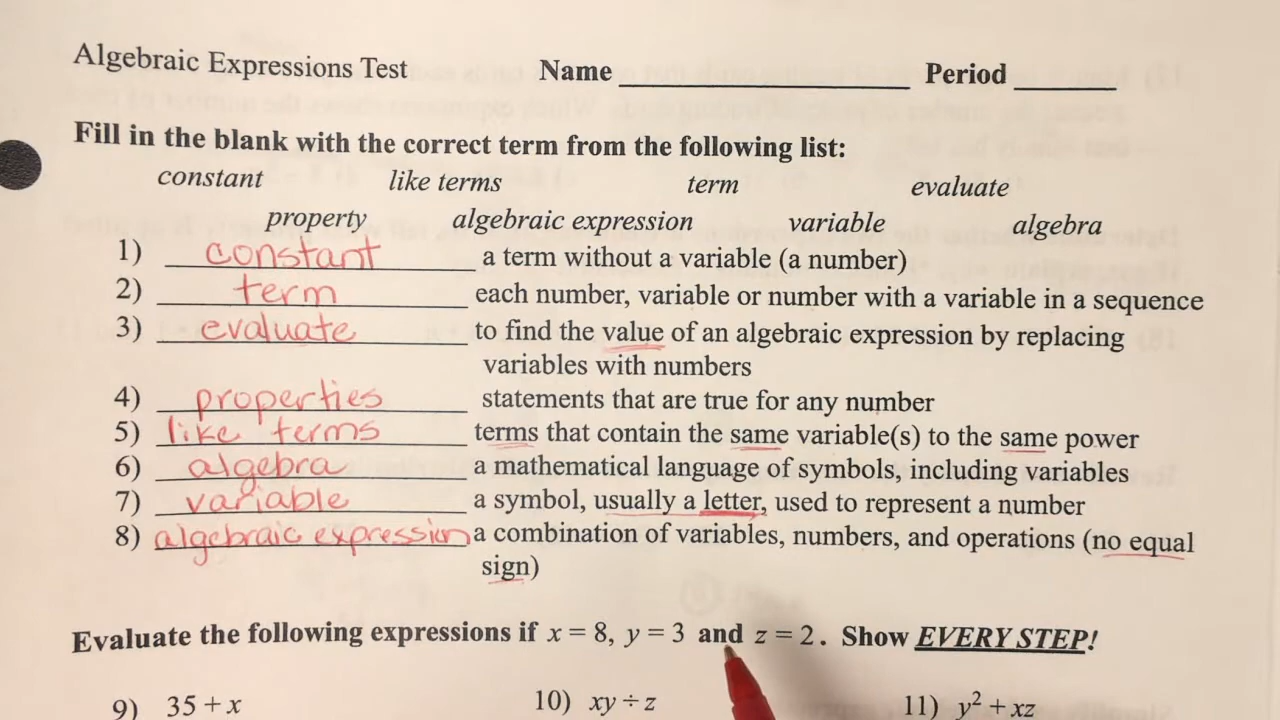 Algebraic Expressions Test Name ____ Period ____
Fill in the blank with the correct term from the following list:
constant like terms term evaluate
property algebraic expression variable algebra
1) constant a term without a variable (a number)
2) term each number, variable or number with a variable in a sequence
3) evaluate to find the value of an algebraic expression by replacing
variables with numbers
4) properties statements that are true for any number
5) like terms terms that contain the same variable(s) to the same power
6) algebra a mathematical language of symbols, including variables
7) variable a symbol, usually a letter, used to represent a number
8) algebraic expression a combination of variables, numbers, and operations (no equal
sign)
Evaluate the following expressions if x = 8, y = 3 and z = 2. Show EVERY STEP!
9) 35 + x 10) xy ÷ z 11) y² + xz